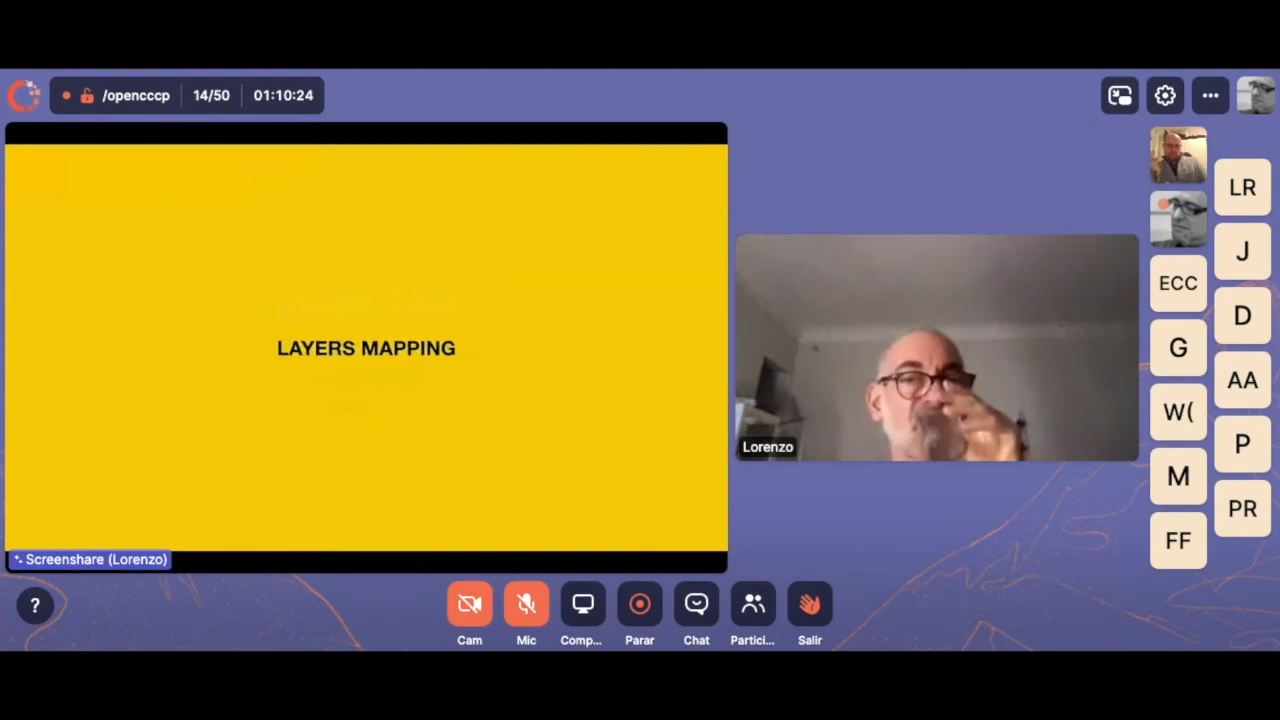 /opencccp
14/50
01:10:24
LAYERS MAPPING
Screenshare (Lorenzo)
Lorenzo
LR
J
ECC
D
G
AA
W(
P
M
PR
FF
?
Cam
Mic
Comp...
Parar
Chat
Partici...
Salir